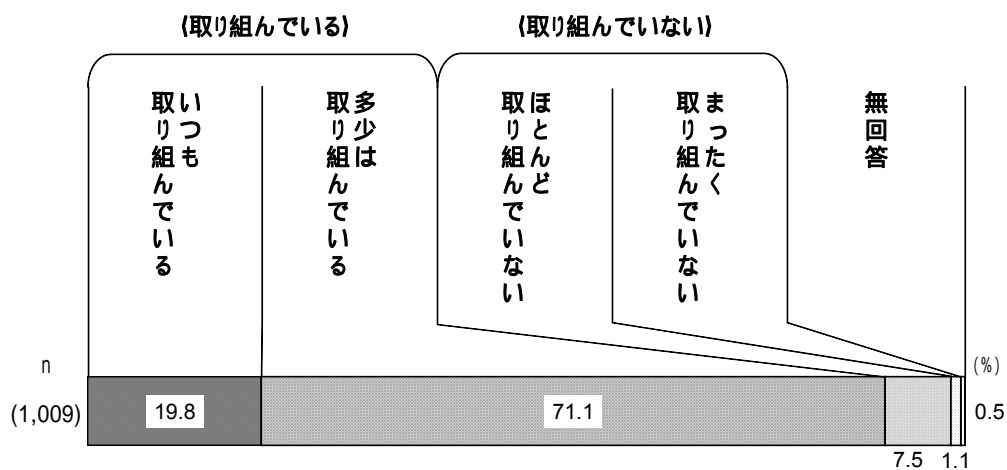 《取り組んでいる》
《取り組んでいない》
いつも
取り組んでいる
多少は
取り組んでいる
ほとんど
取り組んでいない
まったく
取り組んでいない
無回答
n
(%)
(1,009)
19.8
71.1
0.5
7.5
1.1